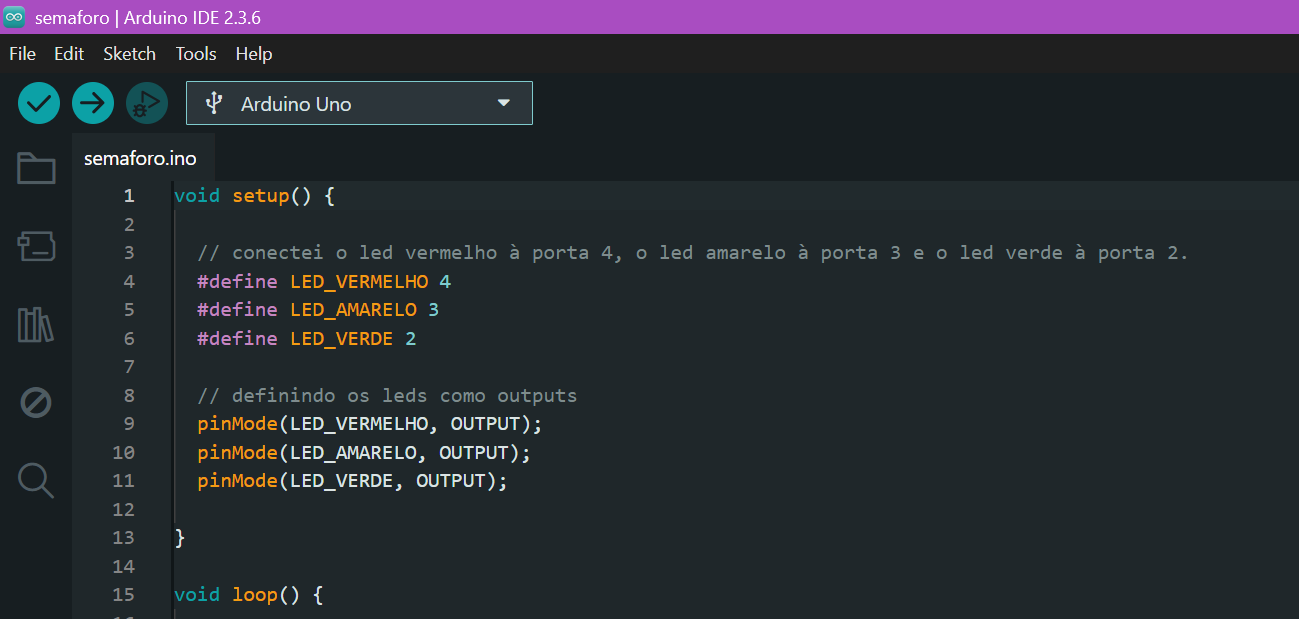 semaforo | Arduino IDE 2.3.6
File Edit Sketch Tools Help
Arduino Uno
semaforo.ino
1 void setup() {
2
3 // conectei o led vermelho à porta 4, o led amarelo à porta 3 e o led verde à porta 2.
4 #define LED_VERMELHO 4
5 #define LED_AMARELO 3
6 #define LED_VERDE 2
7
8 // definindo os leds como outputs
9 pinMode(LED_VERMELHO, OUTPUT);
10 pinMode(LED_AMARELO, OUTPUT);
11 pinMode(LED_VERDE, OUTPUT);
12
13 }
14
15 void loop() {